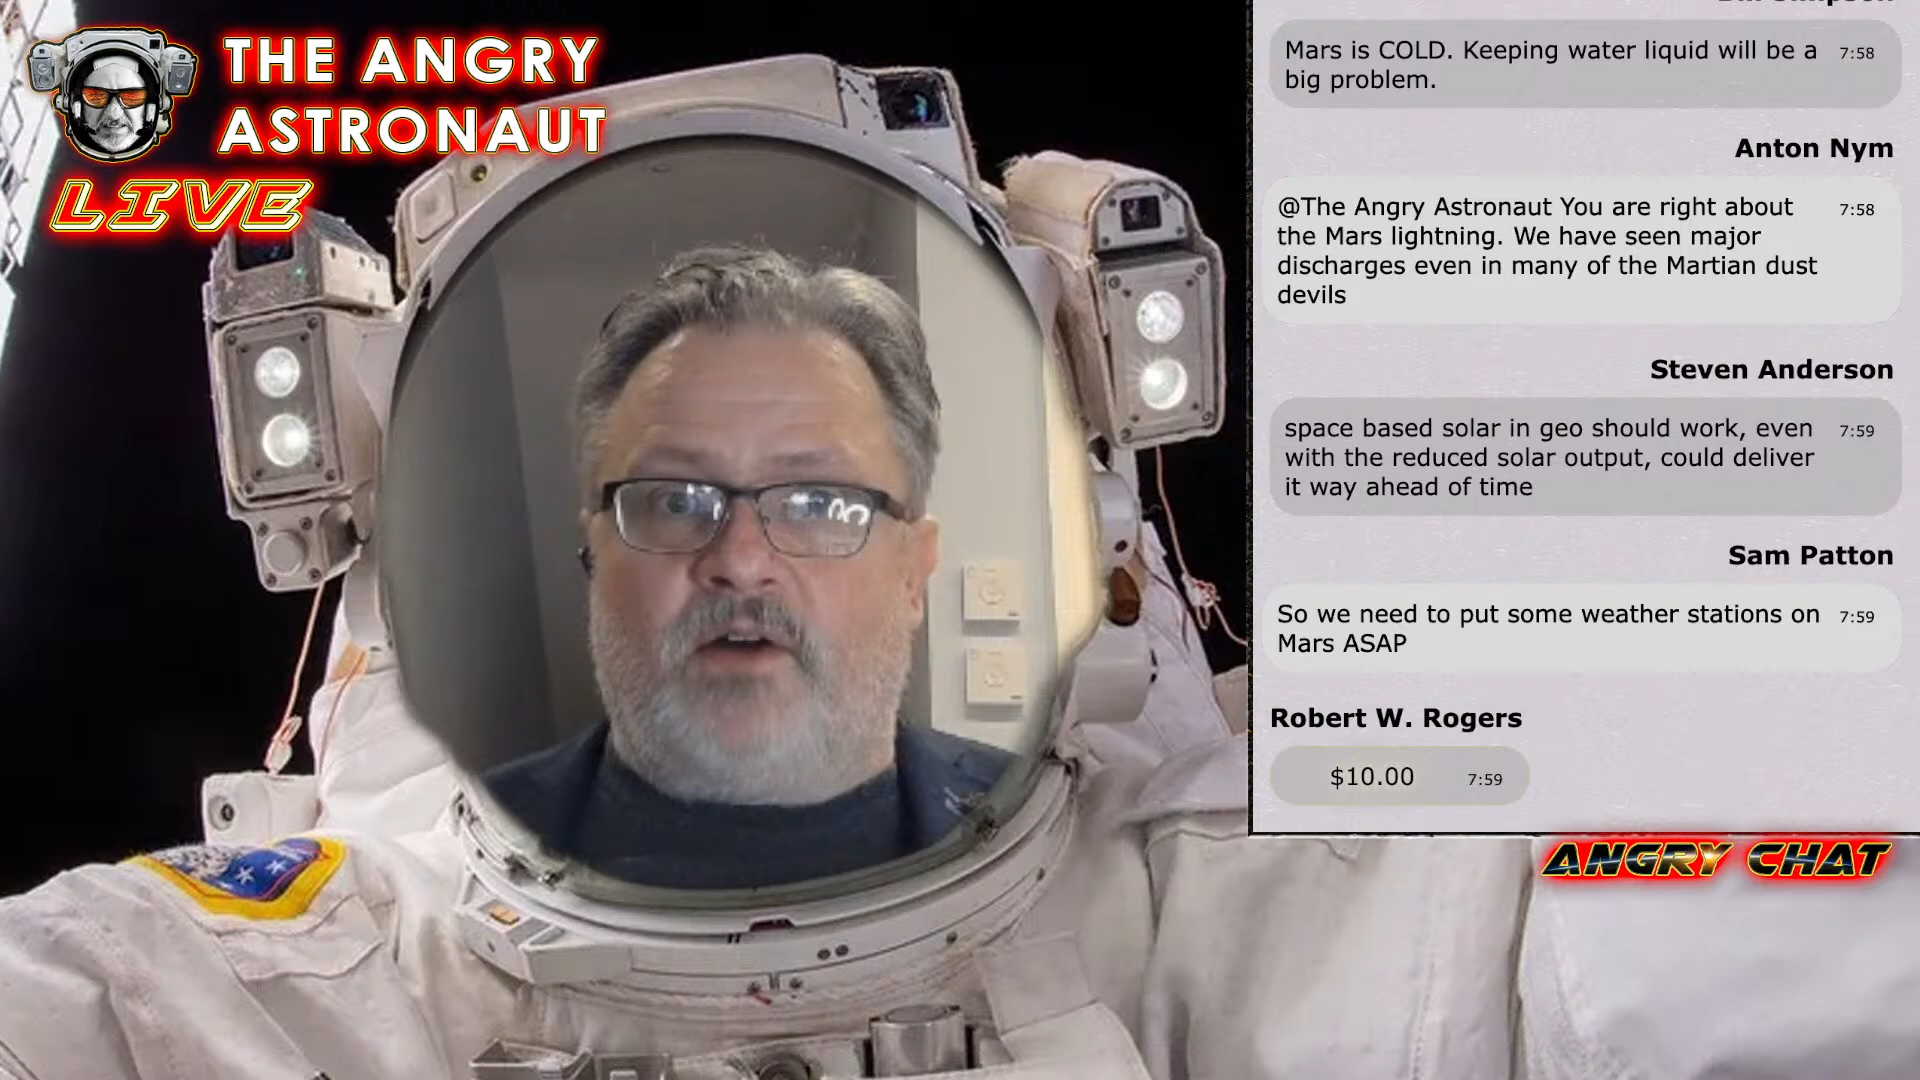 THE ANGRY
ASTRONAUT
LIVE
Mars is COLD. Keeping water liquid will be a 7:58
big problem.
Anton Nym
@The Angry Astronaut You are right about 7:58
the Mars lightning. We have seen major
discharges even in many of the Martian dust
devils
Steven Anderson
space based solar in geo should work, even 7:59
with the reduced solar output, could deliver
it way ahead of time
Sam Patton
So we need to put some weather stations on 7:59
Mars ASAP
Robert W. Rogers
$10.00 7:59
ANGRY CHAT